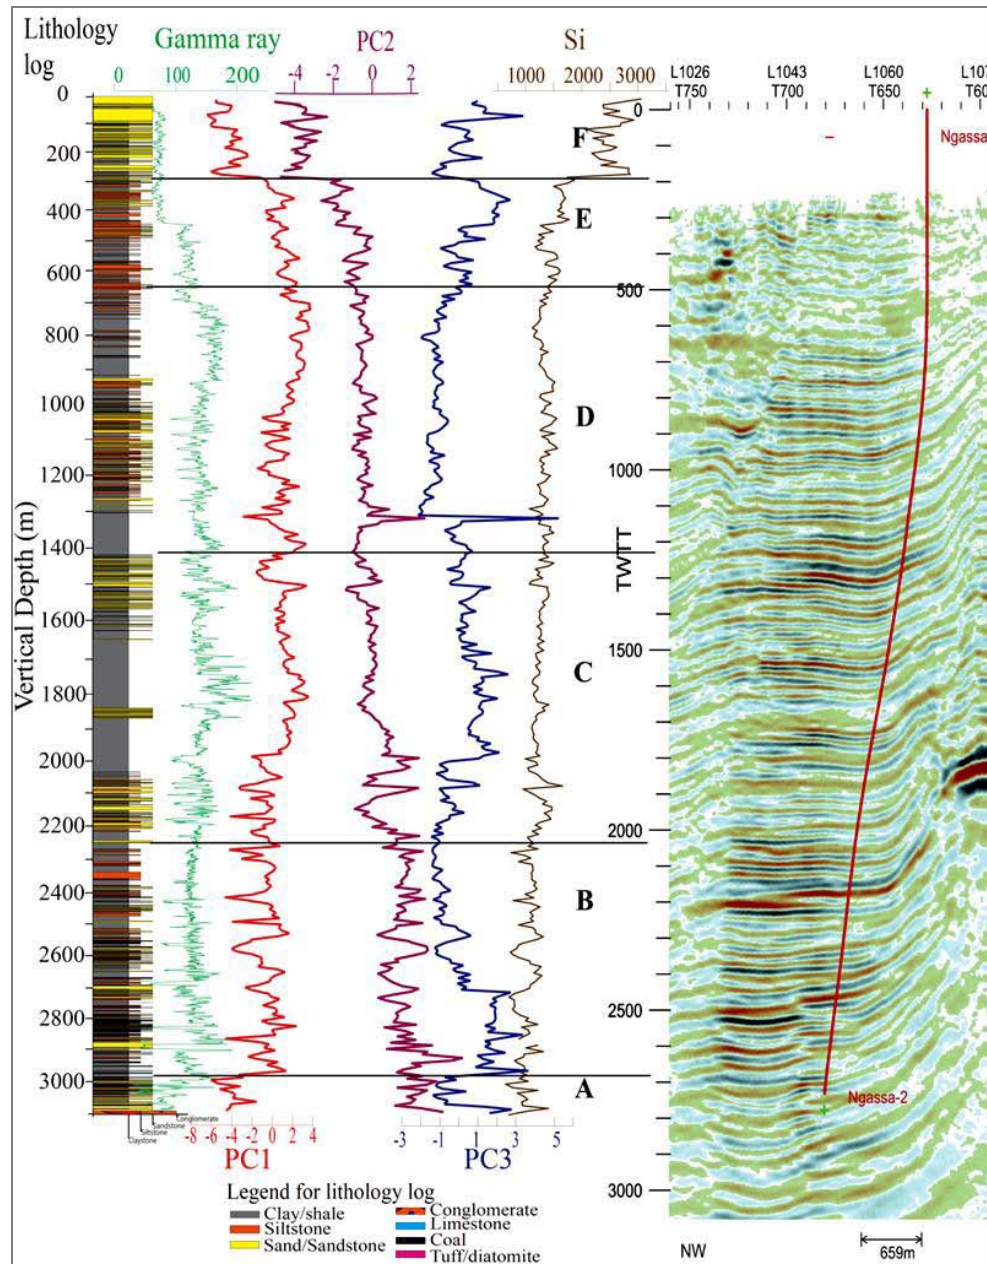 Lithology log
Gamma ray
0 100 200
PC2
-4 -2 0 2
Si
1000 2000 3000
L1026 L1043 L1060 L107
T750 T700 T650 T60
Vertical Depth (m)
0
200
400
600
800
1000
1200
1400
1600
1800
2000
2200
2400
2600
2800
3000
F
E
D
C
B
A
TWTT
0
500
1000
1500
2000
2500
3000
+
-
Ngassa
Ngassa-2
+
Conglomerate
Sandstone
Siltstone
Claystone
-8 -6 -4 -2 0 2 4
PC1
-3 -1 1 3 5
PC3
Legend for lithology log
Clay/shale
Siltstone
Sand/Sandstone
Conglomerate
Limestone
Coal
Tuff/diatomite
NW
659m